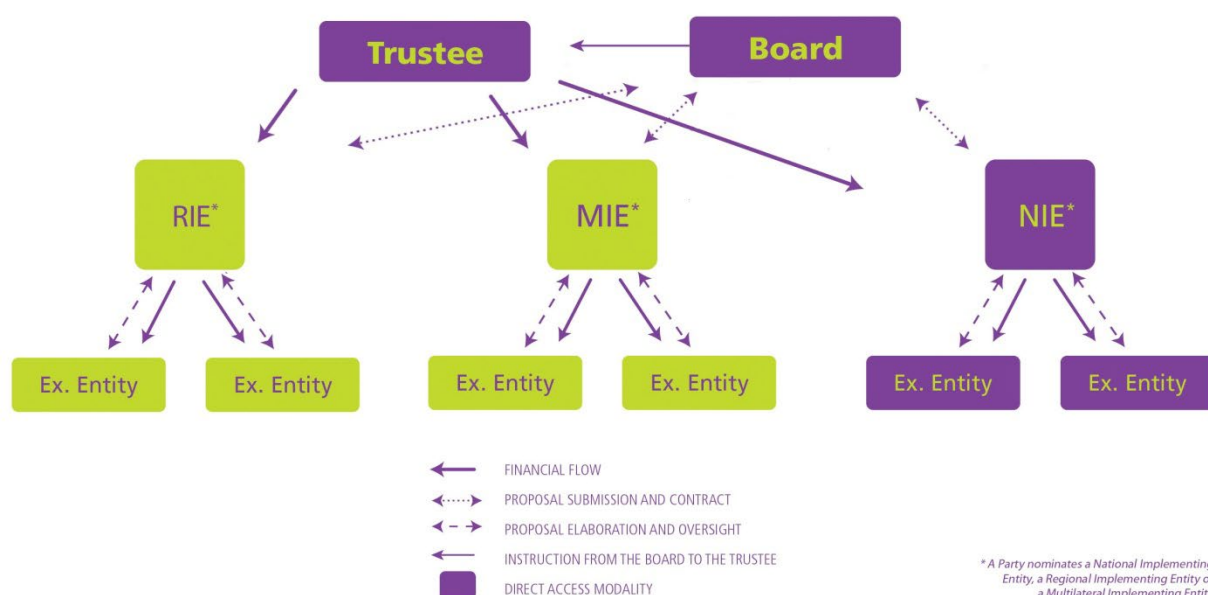 Trustee
Board
RIE*
MIE*
NIE*
Ex. Entity
Ex. Entity
Ex. Entity
Ex. Entity
Ex. Entity
Ex. Entity
FINANCIAL FLOW
PROPOSAL SUBMISSION AND CONTRACT
PROPOSAL ELABORATION AND OVERSIGHT
INSTRUCTION FROM THE BOARD TO THE TRUSTEE
DIRECT ACCESS MODALITY
* A Party nominates a National Implementing
Entity, a Regional Implementing Entity o
a Multilateral Implementing Entit